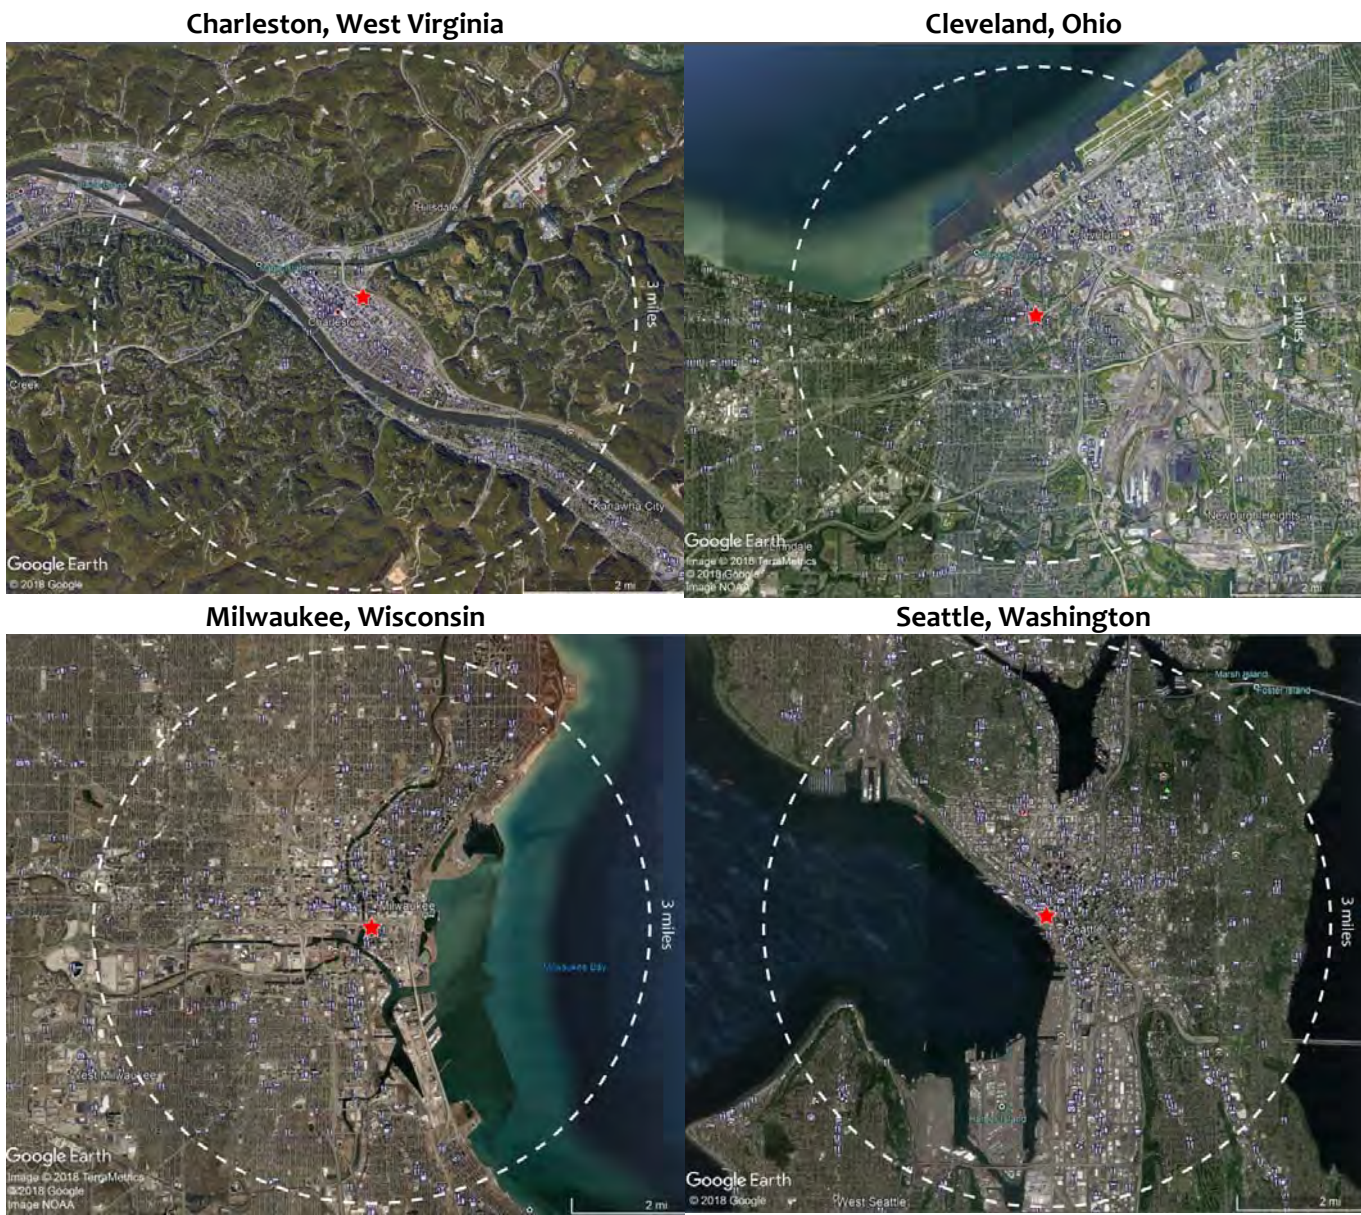 Charleston, West Virginia
Cleveland, Ohio
Hillsdale
Charleston
3 miles
Creek
Kanawha City
Google Earth
© 2018 Google
2 mi
3 miles
Newburgh Heights
Google Earth
Image © 2018 TerraMetrics
© 2018 Google
Image NOAA
2 mi
Milwaukee, Wisconsin
Seattle, Washington
Milwaukee
3 miles
Milwaukee Bay
West Milwaukee
Google Earth
Image © 2018 TerraMetrics
© 2018 Google
Image NOAA
2 mi
Marsh Island
Foster Island
Seattle
3 miles
Google Earth
© 2018 Google
West Seattle
2 mi